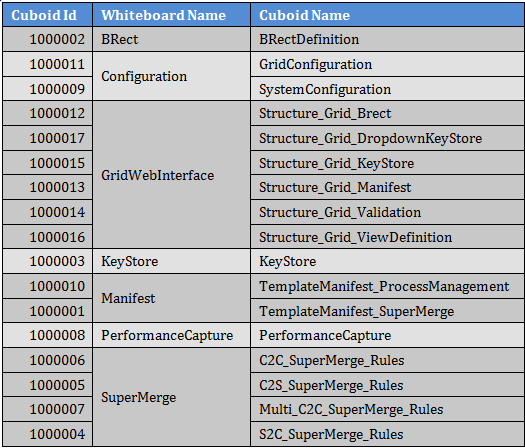 Cuboid Id Whiteboard Name Cuboid Name
1000002 BRect BRectDefinition
1000011 Configuration GridConfiguration
1000009 SystemConfiguration
1000012 GridWebInterface Structure_Grid_Brect
1000017 Structure_Grid_DropdownKeyStore
1000015 Structure_Grid_KeyStore
1000013 Structure_Grid_Manifest
1000014 Structure_Grid_Validation
1000016 Structure_Grid_ViewDefinition
1000003 KeyStore KeyStore
1000010 Manifest TemplateManifest_ProcessManagement
1000001 TemplateManifest_SuperMerge
1000008 PerformanceCapture PerformanceCapture
1000006 SuperMerge C2C_SuperMerge_Rules
1000005 C2S_SuperMerge_Rules
1000007 Multi_C2C_SuperMerge_Rules
1000004 S2C_SuperMerge_Rules